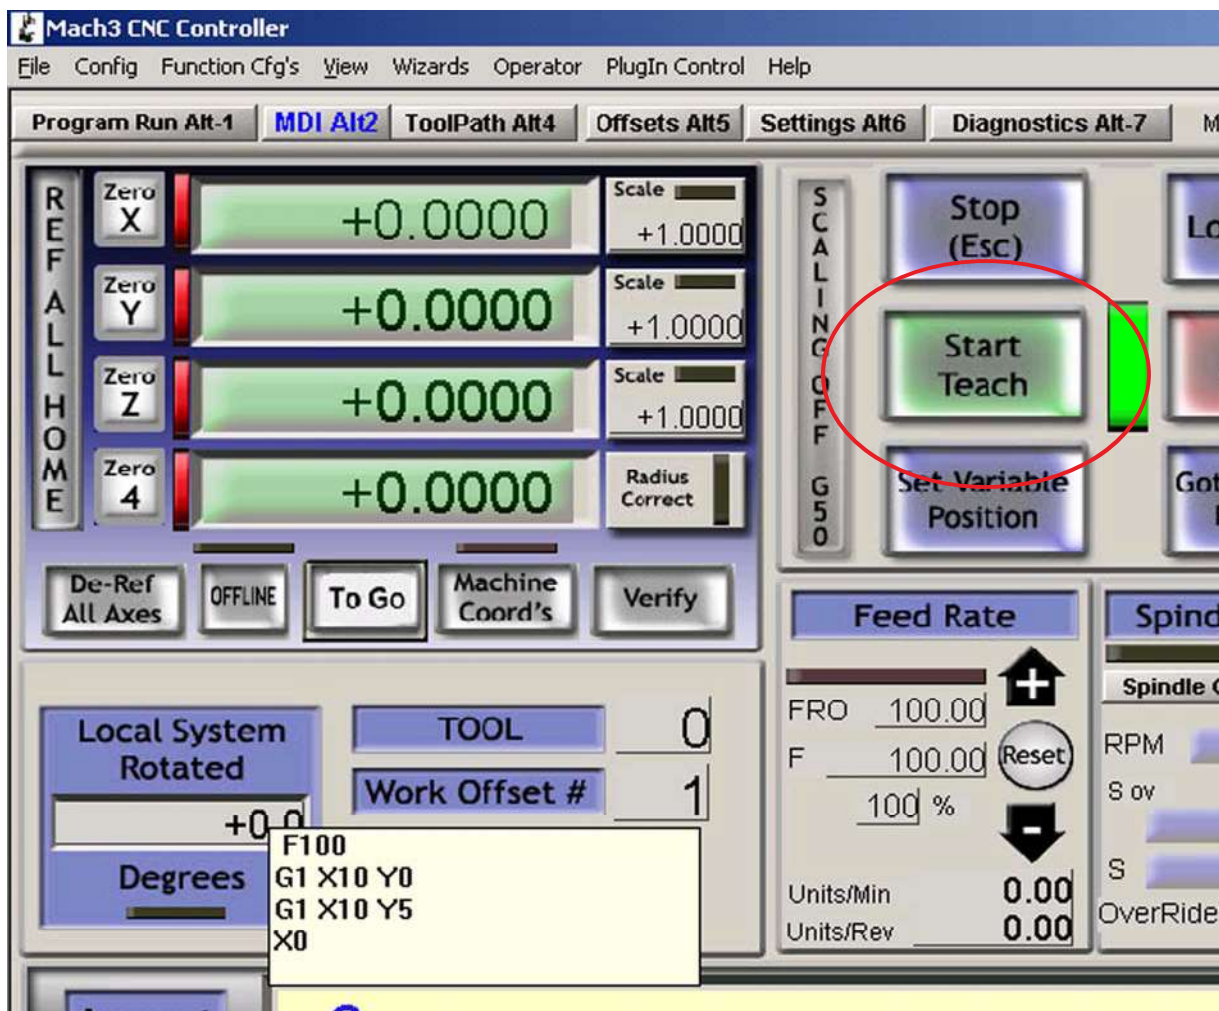 Mach3 CNC Controller
File Config Function Cfg's View Wizards Operator PlugIn Control Help
Program Run Alt-1 MDI Alt2 ToolPath Alt4 Offsets Alt5 Settings Alt6 Diagnostics Alt-7 M
REF ALL HOME
Zero
X
+0.0000
Scale
+1.0000
Zero
Y
+0.0000
Scale
+1.0000
Zero
Z
+0.0000
Scale
+1.0000
Zero
4
+0.0000
Radius
Correct
De-Ref
All Axes
OFFLINE
To Go
Machine
Coord's
Verify
SCALING OFF G50
Stop
(Esc)
Start
Teach
Set Variable
Position
Lo
Got
Local System
Rotated
+0.0
Degrees
TOOL 0
Work Offset # 1
F100
G1 X10 Y0
G1 X10 Y5
X0
Feed Rate
FRO 100.00
F 100.00
100 %
+
Reset
-
Units/Min 0.00
Units/Rev 0.00
Spind
Spindle
RPM
S ov
S
OverRide